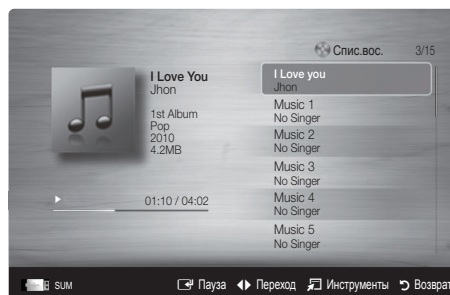 Спис.вос. 3/15
I Love You
Jhon
1st Album
Pop
2010
4.2MB
01:10 / 04:02
I Love you
Jhon
Music 1
No Singer
Music 2
No Singer
Music 3
No Singer
Music 4
No Singer
Music 5
No Singer
SUM Пауза Переход Инструменты Возврат